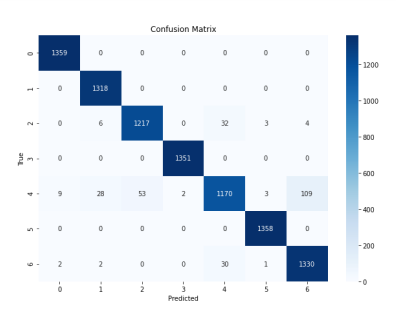 Confusion Matrix
0 1359 0 0 0 0 0 0
1 0 1318 0 0 0 0 0
2 0 6 1217 0 32 3 4
3 0 0 0 1351 0 0 0
4 9 28 53 2 1170 3 109
5 0 0 0 0 0 1358 0
6 2 2 0 0 30 1 1330
0 1 2 3 4 5 6
Predicted
True
1200
1000
800
600
400
200
0